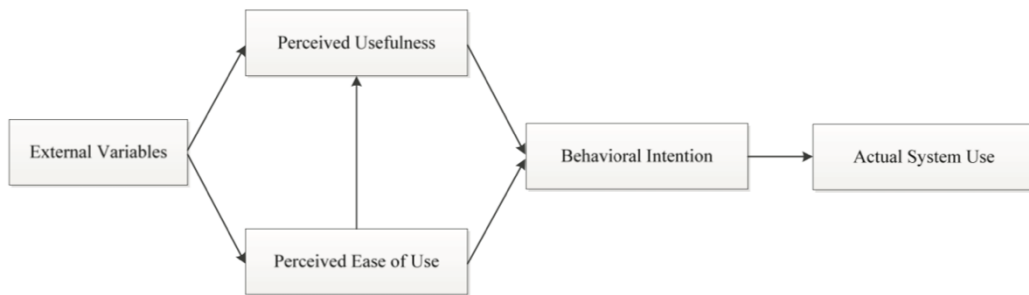 Perceived Usefulness
External Variables
Behavioral Intention
Actual System Use
Perceived Ease of Use